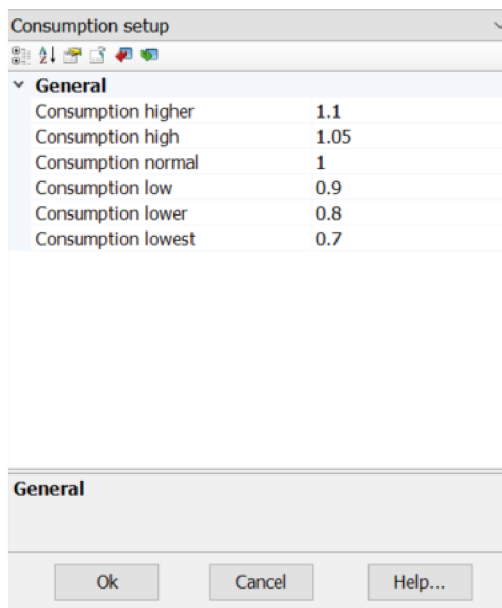 Consumption setup
General
Consumption higher 1.1
Consumption high 1.05
Consumption normal 1
Consumption low 0.9
Consumption lower 0.8
Consumption lowest 0.7
General
Ok Cancel Help...